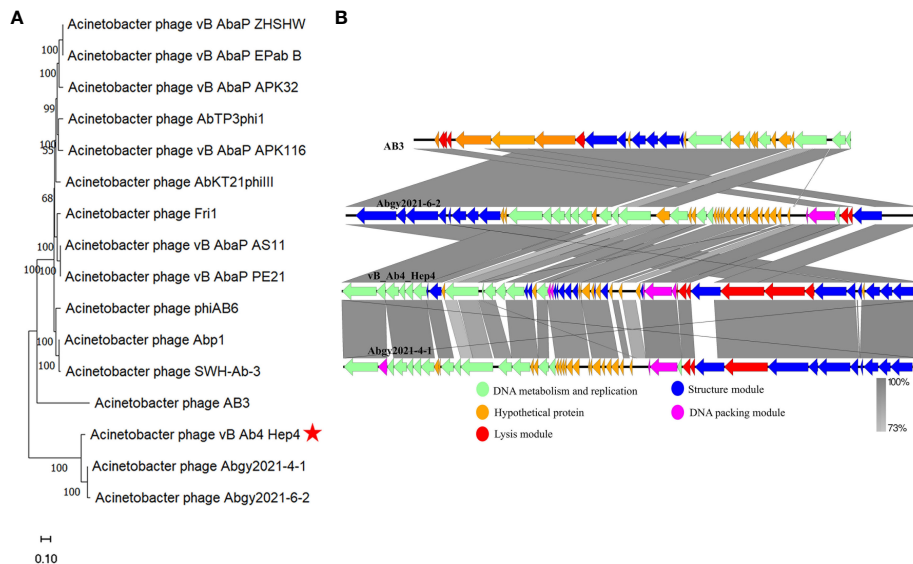 A
Acinetobacter phage vB AbaP ZHSHW
100
Acinetobacter phage vB AbaP EPab B
100
Acinetobacter phage vB AbaP APK32
99
Acinetobacter phage AbTP3phi1
100
Acinetobacter phage vB AbaP APK116
55
Acinetobacter phage AbKT21phiIII
68
Acinetobacter phage Fri1
100
Acinetobacter phage vB AbaP AS11
100
100
Acinetobacter phage vB AbaP PE21
Acinetobacter phage phiAB6
100
Acinetobacter phage Abp1
100
Acinetobacter phage SWH-Ab-3
Acinetobacter phage AB3
Acinetobacter phage vB Ab4 Hep4
100
Acinetobacter phage Abgy2021-4-1
100
Acinetobacter phage Abgy2021-6-2
0.10
B
AB3
Abgy2021-6-2
vB_Ab4_Hep4
Abgy2021-4-1
DNA metabolism and replication
Hypothetical protein
Lysis module
Structure module
DNA packing module
100%
73%